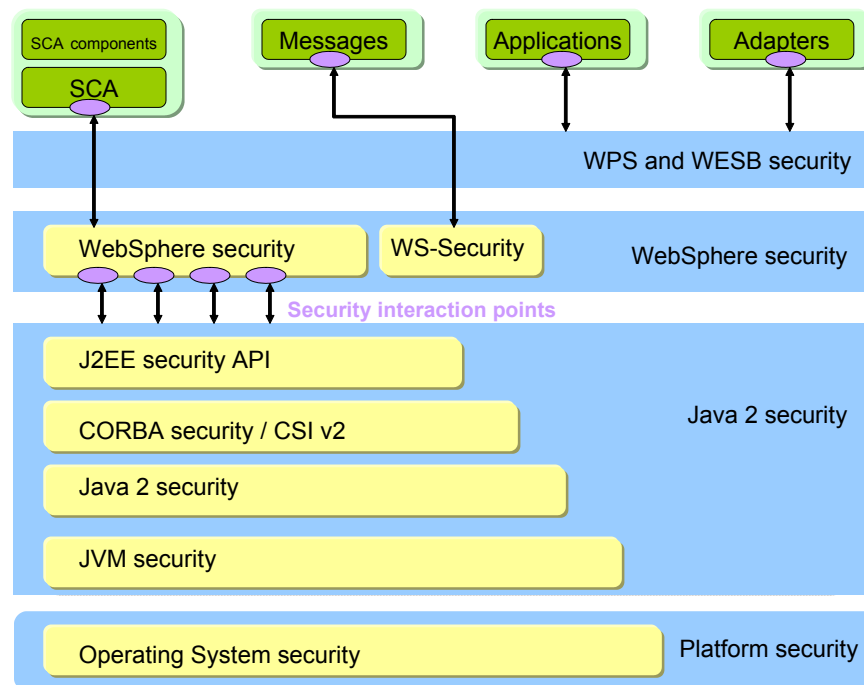 SCA components
SCA
Messages
Applications
Adapters
WPS and WESB security
WebSphere security
WS-Security
WebSphere security
Security interaction points
J2EE security API
CORBA security / CSI v2
Java 2 security
Java 2 security
JVM security
Operating System security
Platform security